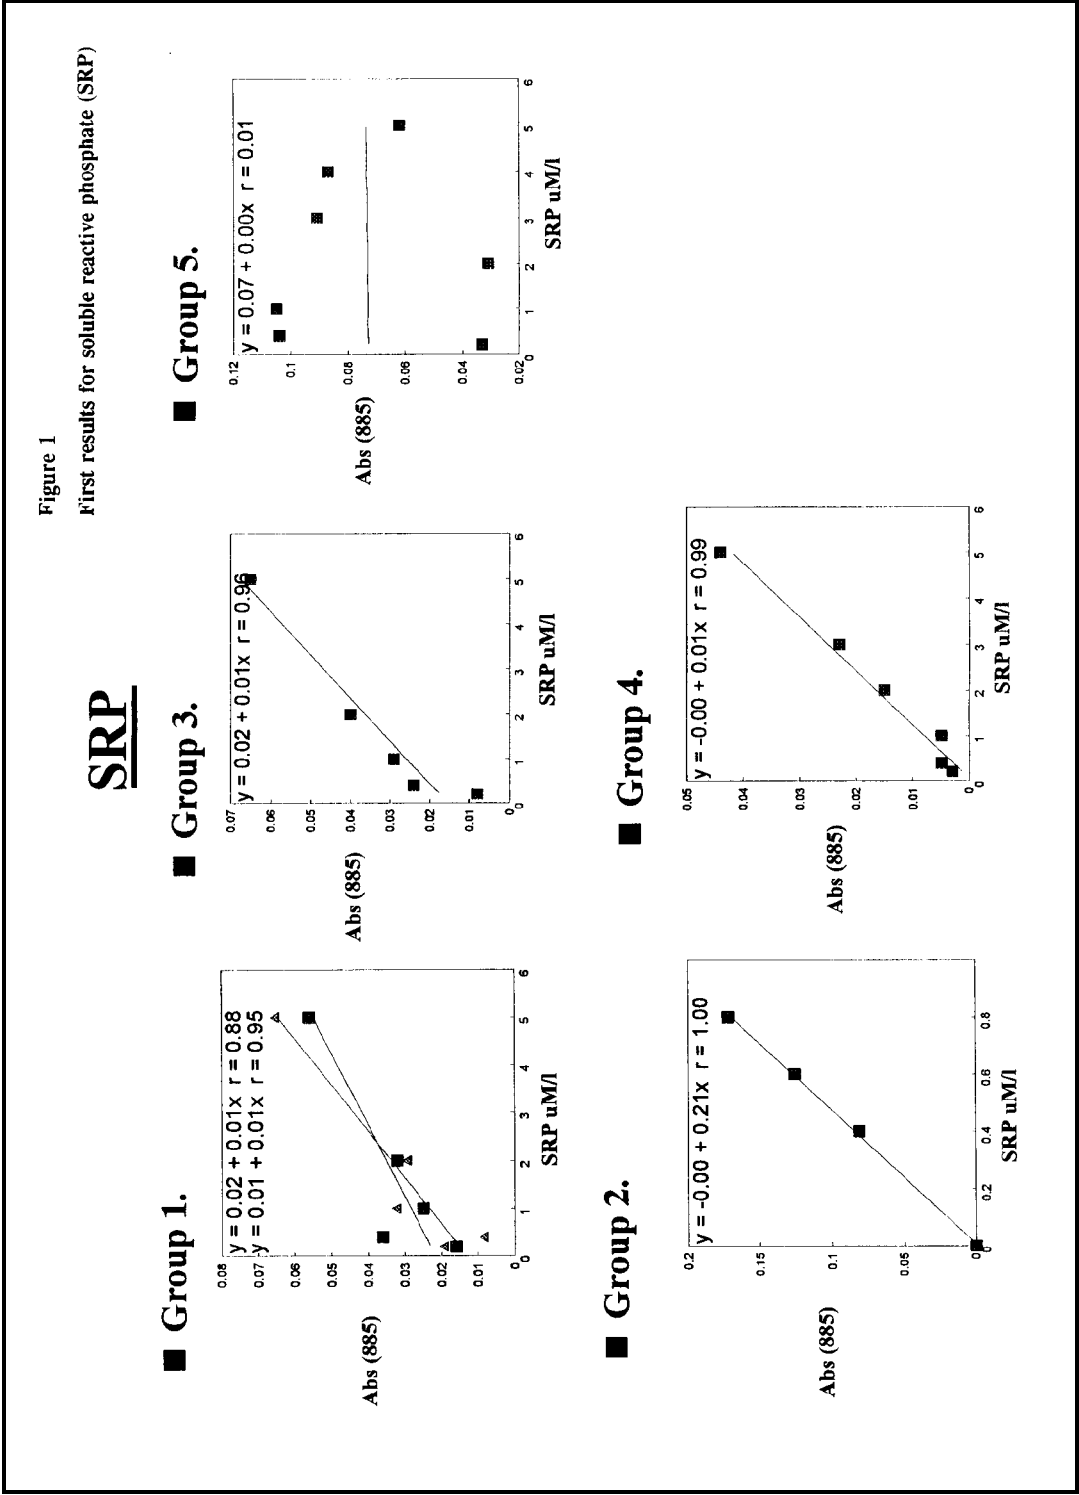 Figure 1
First results for soluble reactive phosphate (SRP)
SRP
Group 1.
y = 0.02 + 0.01x r = 0.88
y = 0.01 + 0.01x r = 0.95
0.08
0.07
0.06
0.05
0.04
0.03
0.02
0.01
0
Abs (885)
0 1 2 3 4 5 6
SRP uM/l
Group 3.
y = 0.02 + 0.01x r = 0.96
0.07
0.06
0.05
0.04
0.03
0.02
0.01
0
Abs (885)
0 1 2 3 4 5 6
SRP uM/l
Group 5.
y = 0.07 + 0.00x r = 0.01
0.12
0.1
0.08
0.06
0.04
0.02
Abs (885)
0 1 2 3 4 5 6
SRP uM/l
Group 2.
y = -0.00 + 0.21x r = 1.00
0.2
0.15
0.1
0.05
0
Abs (885)
0 0.2 0.4 0.6 0.8
SRP uM/l
Group 4.
y = -0.00 + 0.01x r = 0.99
0.05
0.04
0.03
0.02
0.01
0
Abs (885)
0 1 2 3 4 5 6
SRP uM/l